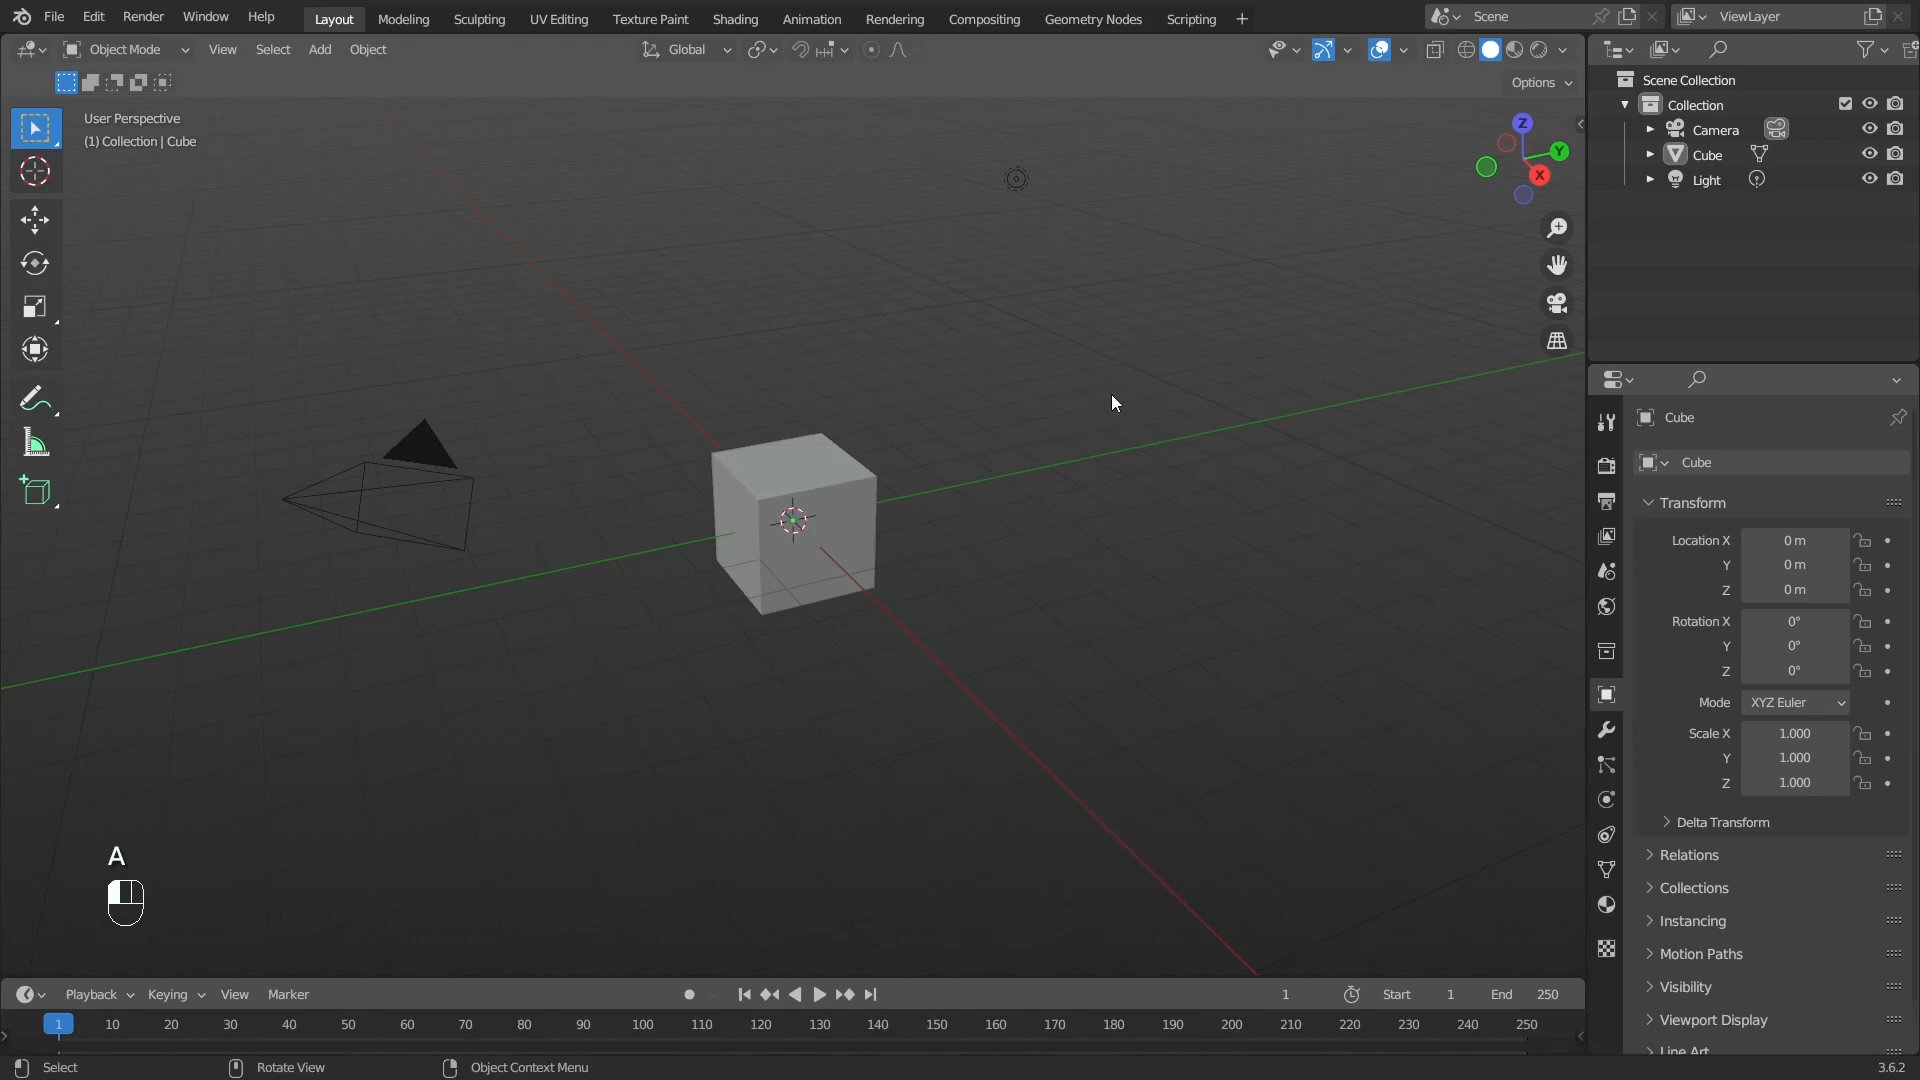 File Edit Render Window Help Layout Modeling Sculpting UV Editing Texture Paint Shading Animation Rendering Compositing Geometry Nodes Scripting + Scene ViewLayer
Object Mode View Select Add Object Global
Options
User Perspective
(1) Collection | Cube
Z
Y
X
A
Scene Collection
Collection
Camera
Cube
Light
Cube
Cube
Transform
Location X 0 m
Y 0 m
Z 0 m
Rotation X 0°
Y 0°
Z 0°
Mode XYZ Euler
Scale X 1.000
Y 1.000
Z 1.000
Delta Transform
Relations
Collections
Instancing
Motion Paths
Visibility
Viewport Display
Line Art
Playback Keying View Marker 1 Start 1 End 250
1 10 20 30 40 50 60 70 80 90 100 110 120 130 140 150 160 170 180 190 200 210 220 230 240 250
Select Rotate View Object Context Menu 3.6.2